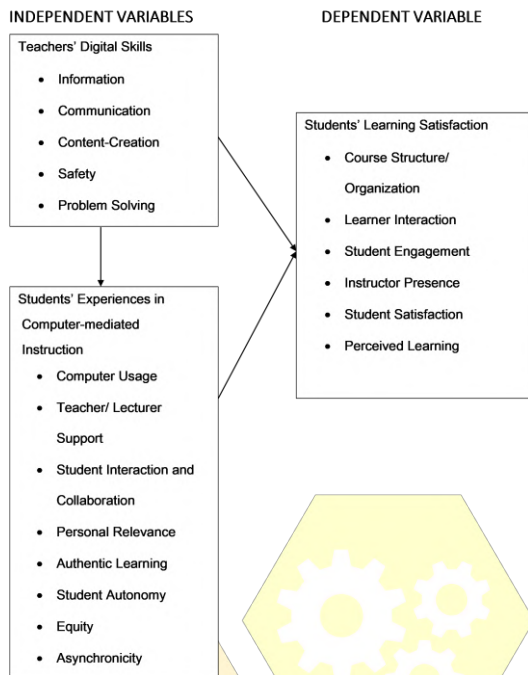 INDEPENDENT VARIABLES
DEPENDENT VARIABLE
Teachers' Digital Skills
• Information
• Communication
• Content-Creation
• Safety
• Problem Solving
Students' Learning Satisfaction
• Course Structure/
Organization
• Learner Interaction
• Student Engagement
• Instructor Presence
• Student Satisfaction
• Perceived Learning
Students' Experiences in
Computer-mediated
Instruction
• Computer Usage
• Teacher/ Lecturer
Support
• Student Interaction and
Collaboration
• Personal Relevance
• Authentic Learning
• Student Autonomy
• Equity
• Asynchronicity